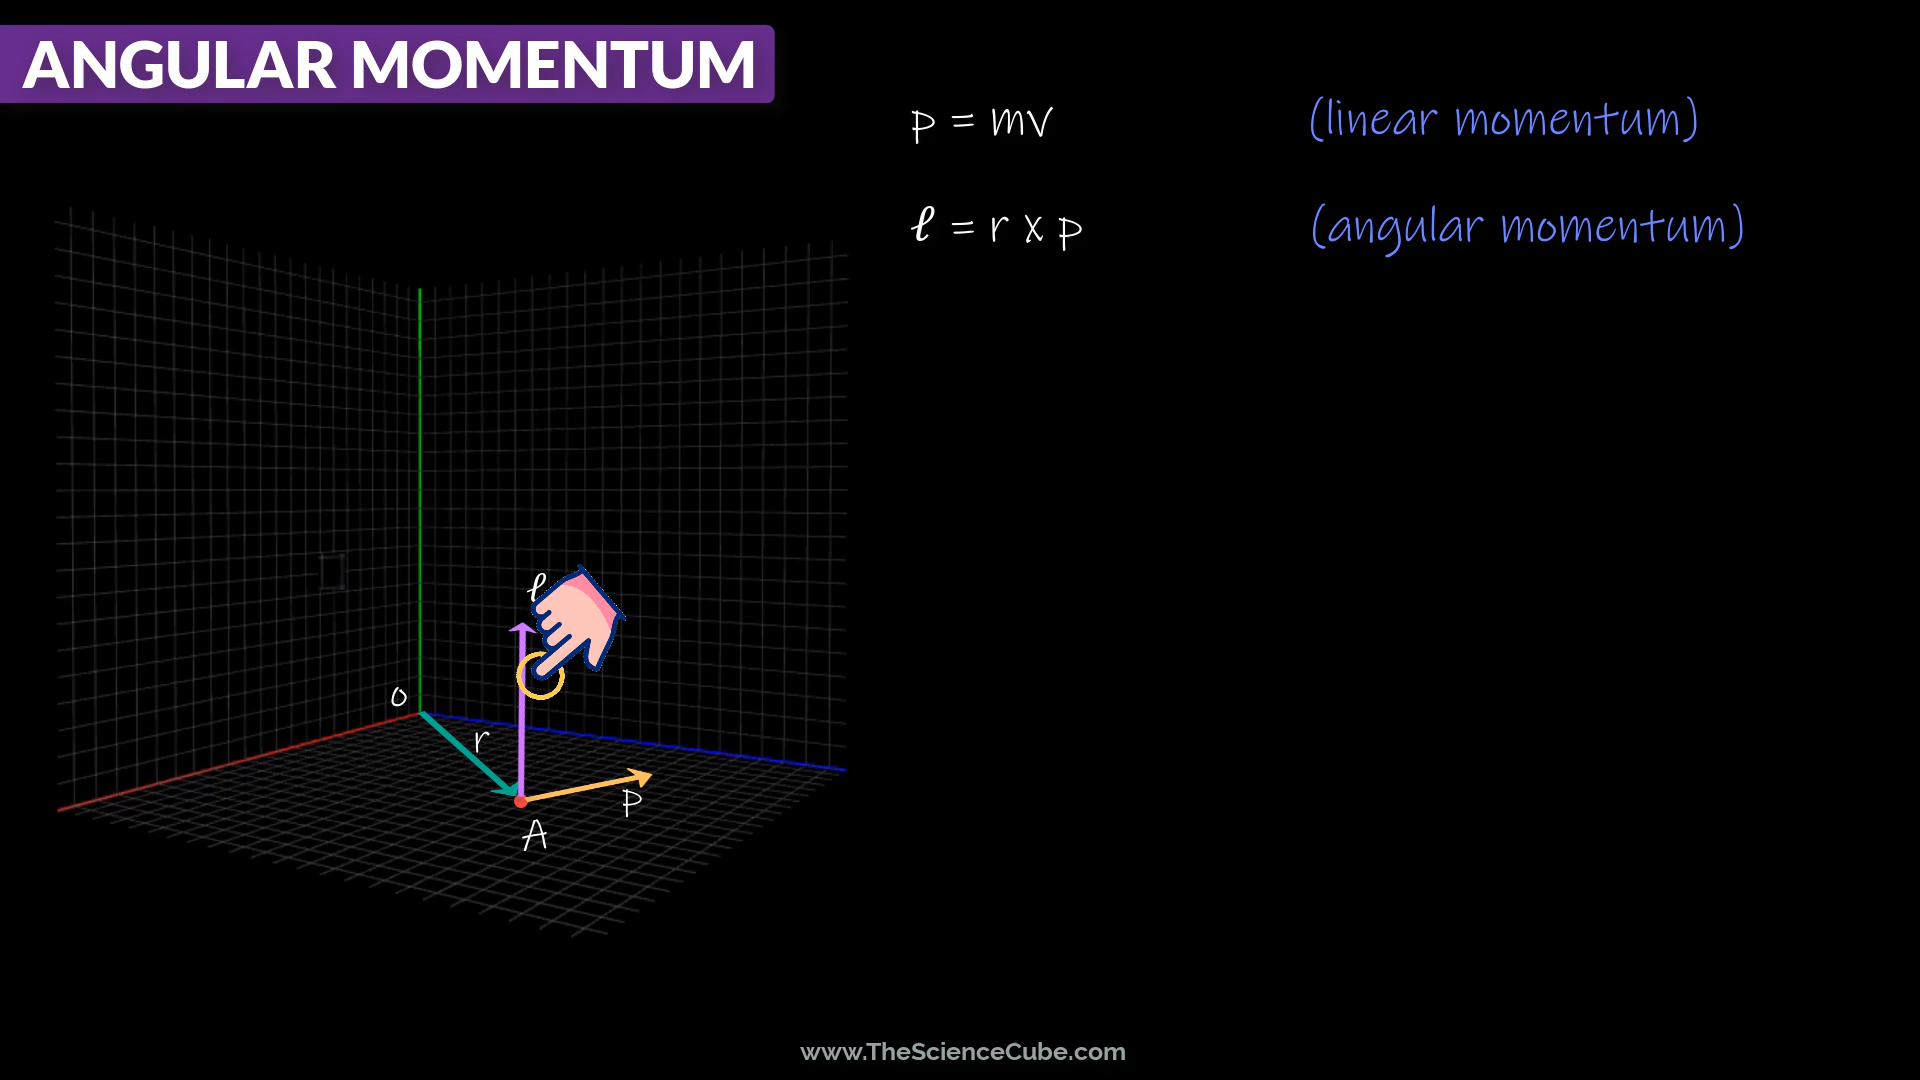 ANGULAR MOMENTUM
p = mv (linear momentum)
ℓ = r x p (angular momentum)
ℓ
O
r
p
A
www.TheScienceCube.com